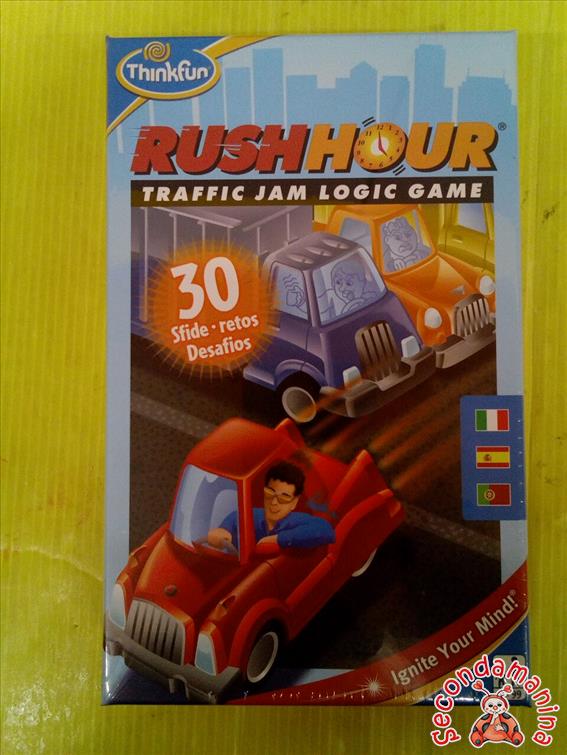 Thinkfun
RUSH HOUR®
TRAFFIC JAM LOGIC GAME
30
Sfide · retos
Desafios
Ignite Your Mind!®
secondamanina